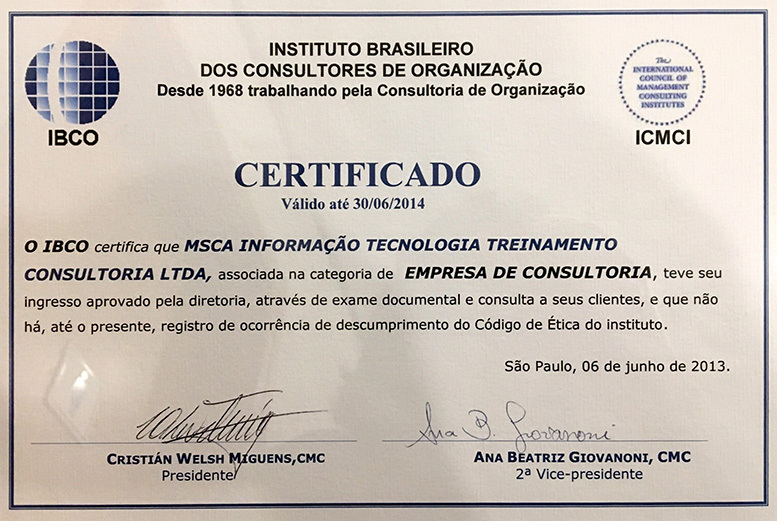 INSTITUTO BRASILEIRO
DOS CONSULTORES DE ORGANIZAÇÃO
Desde 1968 trabalhando pela Consultoria de Organização
IBCO
The
INTERNATIONAL
COUNCIL OF
MANAGEMENT
CONSULTING
INSTITUTES
ICMCI
CERTIFICADO
Válido até 30/06/2014
O IBCO certifica que MSCA INFORMAÇÃO TECNOLOGIA TREINAMENTO
CONSULTORIA LTDA, associada na categoria de EMPRESA DE CONSULTORIA, teve seu
ingresso aprovado pela diretoria, através de exame documental e consulta a seus clientes, e que não
há, até o presente, registro de ocorrência de descumprimento do Código de Ética do instituto.
São Paulo, 06 de junho de 2013.
Ana B. Giovanoni
CRISTIÁN WELSH MIGUENS,CMC
Presidente
ANA BEATRIZ GIOVANONI, CMC
2ª Vice-presidente